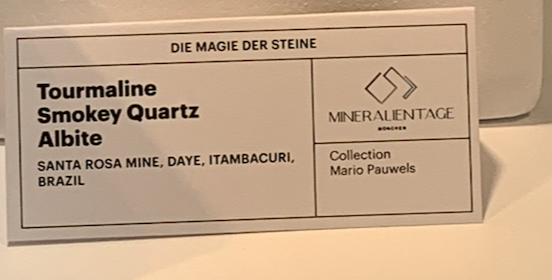 DIE MAGIE DER STEINE
Tourmaline
Smokey Quartz
Albite
SANTA ROSA MINE, DAYE, ITAMBACURI,
BRAZIL
MINERALIENTAGE
MÜNCHEN
Collection
Mario Pauwels